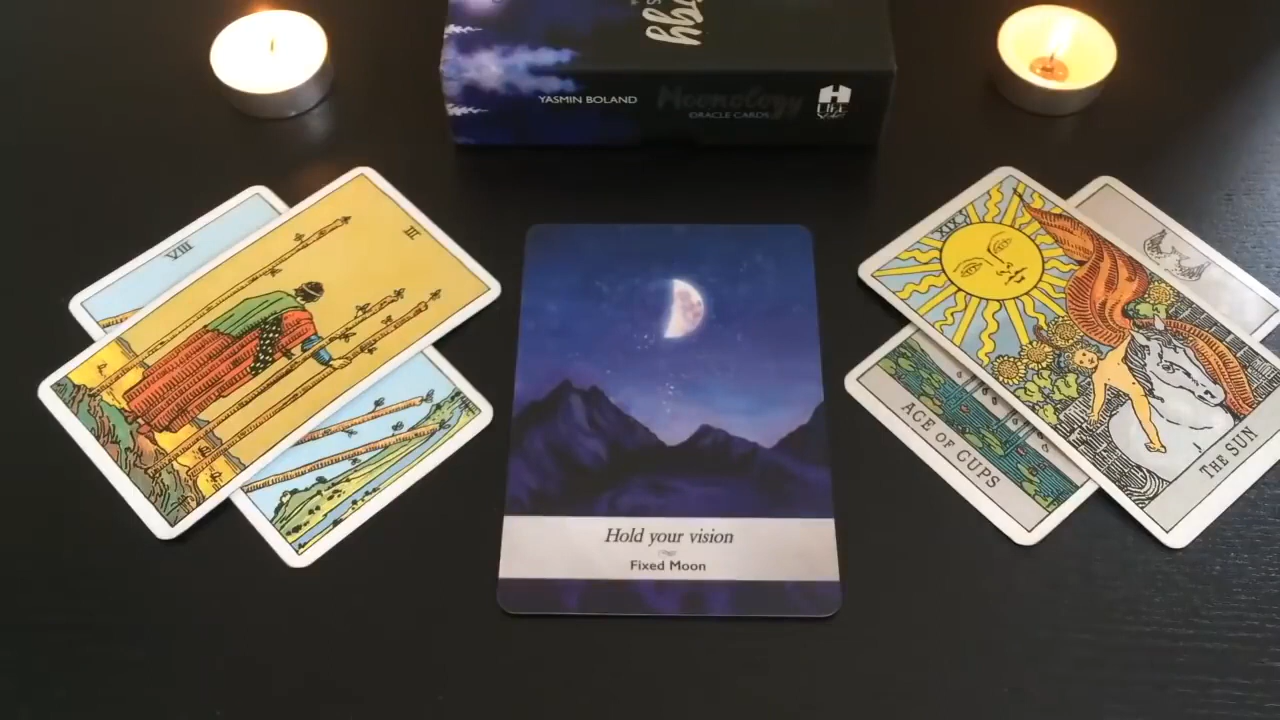 YASMIN BOLAND
Moonology
ORACLE CARDS
VIII
III
XIX
THE SUN
ACE OF CUPS
Hold your vision
Fixed Moon